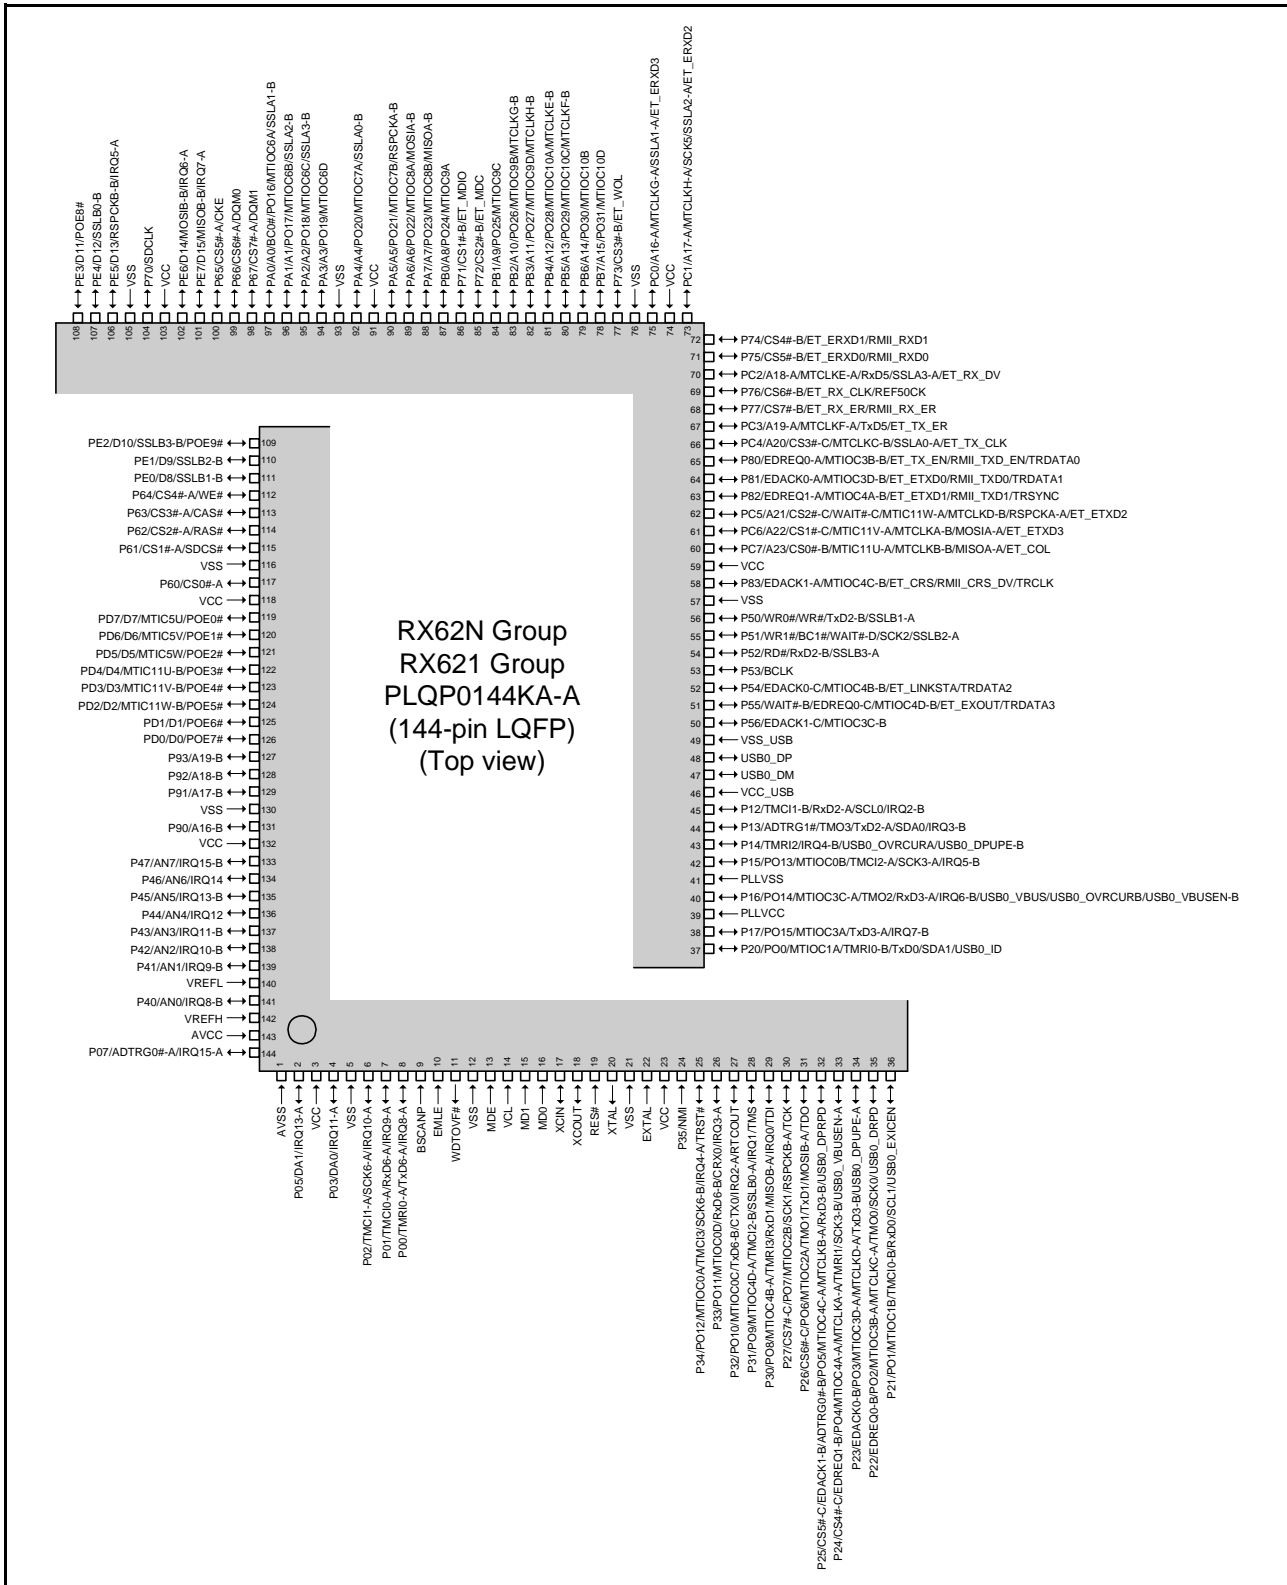 PE3/D11/POE8#
PE4/D12/SSLB0-B
PE5/D13/RSPCKB-B/IRQ5-A
VSS
P70/SDCLK
VCC
PE6/D14/MOSIB-B/IRQ6-A
PE7/D15/MISOB-B/IRQ7-A
P65/CS5#-A/CKE
P66/CS6#-A/DQM0
P67/CS7#-A/DQM1
PA0/A0/BC0#/PO16/MTIOC6A/SSLA1-B
PA1/A1/PO17/MTIOC6B/SSLA2-B
PA2/A2/PO18/MTIOC6C/SSLA3-B
PA3/A3/PO19/MTIOC6D
VSS
PA4/A4/PO20/MTIOC7A/SSLA0-B
VCC
PA5/A5/PO21/MTIOC7B/RSPCKA-B
PA6/A6/PO22/MTIOC8A/MOSIA-B
PA7/A7/PO23/MTIOC8B/MISOA-B
PB0/A8/PO24/MTIOC9A
P71/CS1#-B/ET_MDIO
P72/CS2#-B/ET_MDC
PB1/A9/PO25/MTIOC9C
PB2/A10/PO26/MTIOC9B/MTCLKG-B
PB3/A11/PO27/MTIOC9D/MTCLKH-B
PB4/A12/PO28/MTIOC10A/MTCLKE-B
PB5/A13/PO29/MTIOC10C/MTCLKF-B
PB6/A14/PO30/MTIOC10B
PB7/A15/PO31/MTIOC10D
P73/CS3#-B/ET_WOL
VSS
PC0/A16-A/MTCLKG-A/SSLA1-A/ET_ERXD3
VCC
PC1/A17-A/MTCLKH-A/SCK5/SSLA2-A/ET_ERXD2
108 107 106 105 104 103 102 101 100 99 98 97 96 95 94 93 92 91 90 89 88 87 86 85 84 83 82 81 80 79 78 77 76 75 74 73
72 P74/CS4#-B/ET_ERXD1/RMII_RXD1
71 P75/CS5#-B/ET_ERXD0/RMII_RXD0
70 PC2/A18-A/MTCLKE-A/RxD5/SSLA3-A/ET_RX_DV
69 P76/CS6#-B/ET_RX_CLK/REF50CK
68 P77/CS7#-B/ET_RX_ER/RMII_RX_ER
67 PC3/A19-A/MTCLKF-A/TxD5/ET_TX_ER
66 PC4/A20/CS3#-C/MTCLKC-B/SSLA0-A/ET_TX_CLK
65 P80/EDREQ0-A/MTIOC3B-B/ET_TX_EN/RMII_TXD_EN/TRDATA0
64 P81/EDACK0-A/MTIOC3D-B/ET_ETXD0/RMII_TXD0/TRDATA1
63 P82/EDREQ1-A/MTIOC4A-B/ET_ETXD1/RMII_TXD1/TRSYNC
62 PC5/A21/CS2#-C/WAIT#-C/MTIC11W-A/MTCLKD-B/RSPCKA-A/ET_ETXD2
61 PC6/A22/CS1#-C/MTIC11V-A/MTCLKA-B/MOSIA-A/ET_ETXD3
60 PC7/A23/CS0#-B/MTIC11U-A/MTCLKB-B/MISOA-A/ET_COL
59 VCC
58 P83/EDACK1-A/MTIOC4C-B/ET_CRS/RMII_CRS_DV/TRCLK
57 VSS
56 P50/WR0#/WR#/TxD2-B/SSLB1-A
55 P51/WR1#/BC1#/WAIT#-D/SCK2/SSLB2-A
54 P52/RD#/RxD2-B/SSLB3-A
53 P53/BCLK
52 P54/EDACK0-C/MTIOC4B-B/ET_LINKSTA/TRDATA2
51 P55/WAIT#-B/EDREQ0-C/MTIOC4D-B/ET_EXOUT/TRDATA3
50 P56/EDACK1-C/MTIOC3C-B
49 VSS_USB
48 USB0_DP
47 USB0_DM
46 VCC_USB
45 P12/TMCI1-B/RxD2-A/SCL0/IRQ2-B
44 P13/ADTRG1#/TMO3/TxD2-A/SDA0/IRQ3-B
43 P14/TMRI2/IRQ4-B/USB0_OVRCURA/USB0_DPUPE-B
42 P15/PO13/MTIOC0B/TMCI2-A/SCK3-A/IRQ5-B
41 PLLVSS
40 P16/PO14/MTIOC3C-A/TMO2/RxD3-A/IRQ6-B/USB0_VBUS/USB0_OVRCURB/USB0_VBUSEN-B
39 PLLVCC
38 P17/PO15/MTIOC3A/TxD3-A/IRQ7-B
37 P20/PO0/MTIOC1A/TMRI0-B/TxD0/SDA1/USB0_ID
PE2/D10/SSLB3-B/POE9# 109
PE1/D9/SSLB2-B 110
PE0/D8/SSLB1-B 111
P64/CS4#-A/WE# 112
P63/CS3#-A/CAS# 113
P62/CS2#-A/RAS# 114
P61/CS1#-A/SDCS# 115
VSS 116
P60/CS0#-A 117
VCC 118
PD7/D7/MTIC5U/POE0# 119
PD6/D6/MTIC5V/POE1# 120
PD5/D5/MTIC5W/POE2# 121
PD4/D4/MTIC11U-B/POE3# 122
PD3/D3/MTIC11V-B/POE4# 123
PD2/D2/MTIC11W-B/POE5# 124
PD1/D1/POE6# 125
PD0/D0/POE7# 126
P93/A19-B 127
P92/A18-B 128
P91/A17-B 129
VSS 130
P90/A16-B 131
VCC 132
P47/AN7/IRQ15-B 133
P46/AN6/IRQ14 134
P45/AN5/IRQ13-B 135
P44/AN4/IRQ12 136
P43/AN3/IRQ11-B 137
P42/AN2/IRQ10-B 138
P41/AN1/IRQ9-B 139
VREFL 140
P40/AN0/IRQ8-B 141
VREFH 142
AVCC 143
P07/ADTRG0#-A/IRQ15-A 144
RX62N Group
RX621 Group
PLQP0144KA-A
(144-pin LQFP)
(Top view)
1 2 3 4 5 6 7 8 9 10 11 12 13 14 15 16 17 18 19 20 21 22 23 24 25 26 27 28 29 30 31 32 33 34 35 36
AVSS
P05/DA1/IRQ13-A
VCC
P03/DA0/IRQ11-A
VSS
P02/TMCI1-A/SCK6-A/IRQ10-A
P01/TMCI0-A/RxD6-A/IRQ9-A
P00/TMRI0-A/TxD6-A/IRQ8-A
BSCANP
EMLE
WDTOVF#
VSS
MDE
VCL
MD1
MD0
XCIN
XCOUT
RES#
XTAL
VSS
EXTAL
VCC
P35/NMI
P34/PO12/MTIOC0A/TMCI3/SCK6-B/IRQ4-A/TRST#
P33/PO11/MTIOC0D/RxD6-B/CRX0/IRQ3-A
P32/PO10/MTIOC0C/TxD6-B/CTX0/IRQ2-A/RTCOUT
P31/PO9/MTIOC4D-A/TMCI2-B/SSLB0-A/IRQ1/TMS
P30/PO8/MTIOC4B-A/TMRI3/RxD1/MISOB-A/IRQ0/TDI
P27/CS7#-C/PO7/MTIOC2B/SCK1/RSPCKB-A/TCK
P26/CS6#-C/PO6/MTIOC2A/TMO1/TxD1/MOSIB-A/TDO
P25/CS5#-C/EDACK1-B/ADTRG0#-B/PO5/MTIOC4C-A/MTCLKB-A/RxD3-B/USB0_DPRPD
P24/CS4#-C/EDREQ1-B/PO4/MTIOC4A-A/MTCLKA-A/TMRI1/SCK3-B/USB0_VBUSEN-A
P23/EDACK0-B/PO3/MTIOC3D-A/MTCLKD-A/TxD3-B/USB0_DPUPE-A
P22/EDREQ0-B/PO2/MTIOC3B-A/MTCLKC-A/TMO0/SCK0/USB0_DRPD
P21/PO1/MTIOC1B/TMCI0-B/RxD0/SCL1/USB0_EXICEN